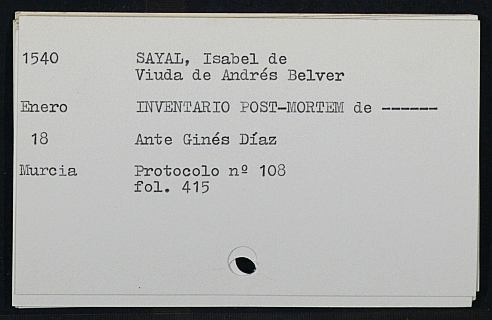 1540 SAYAL, Isabel de
Viuda de Andrés Belver
Enero INVENTARIO POST-MORTEM de ------
18 Ante Ginés Díaz
Murcia Protocolo nº 108
fol. 415